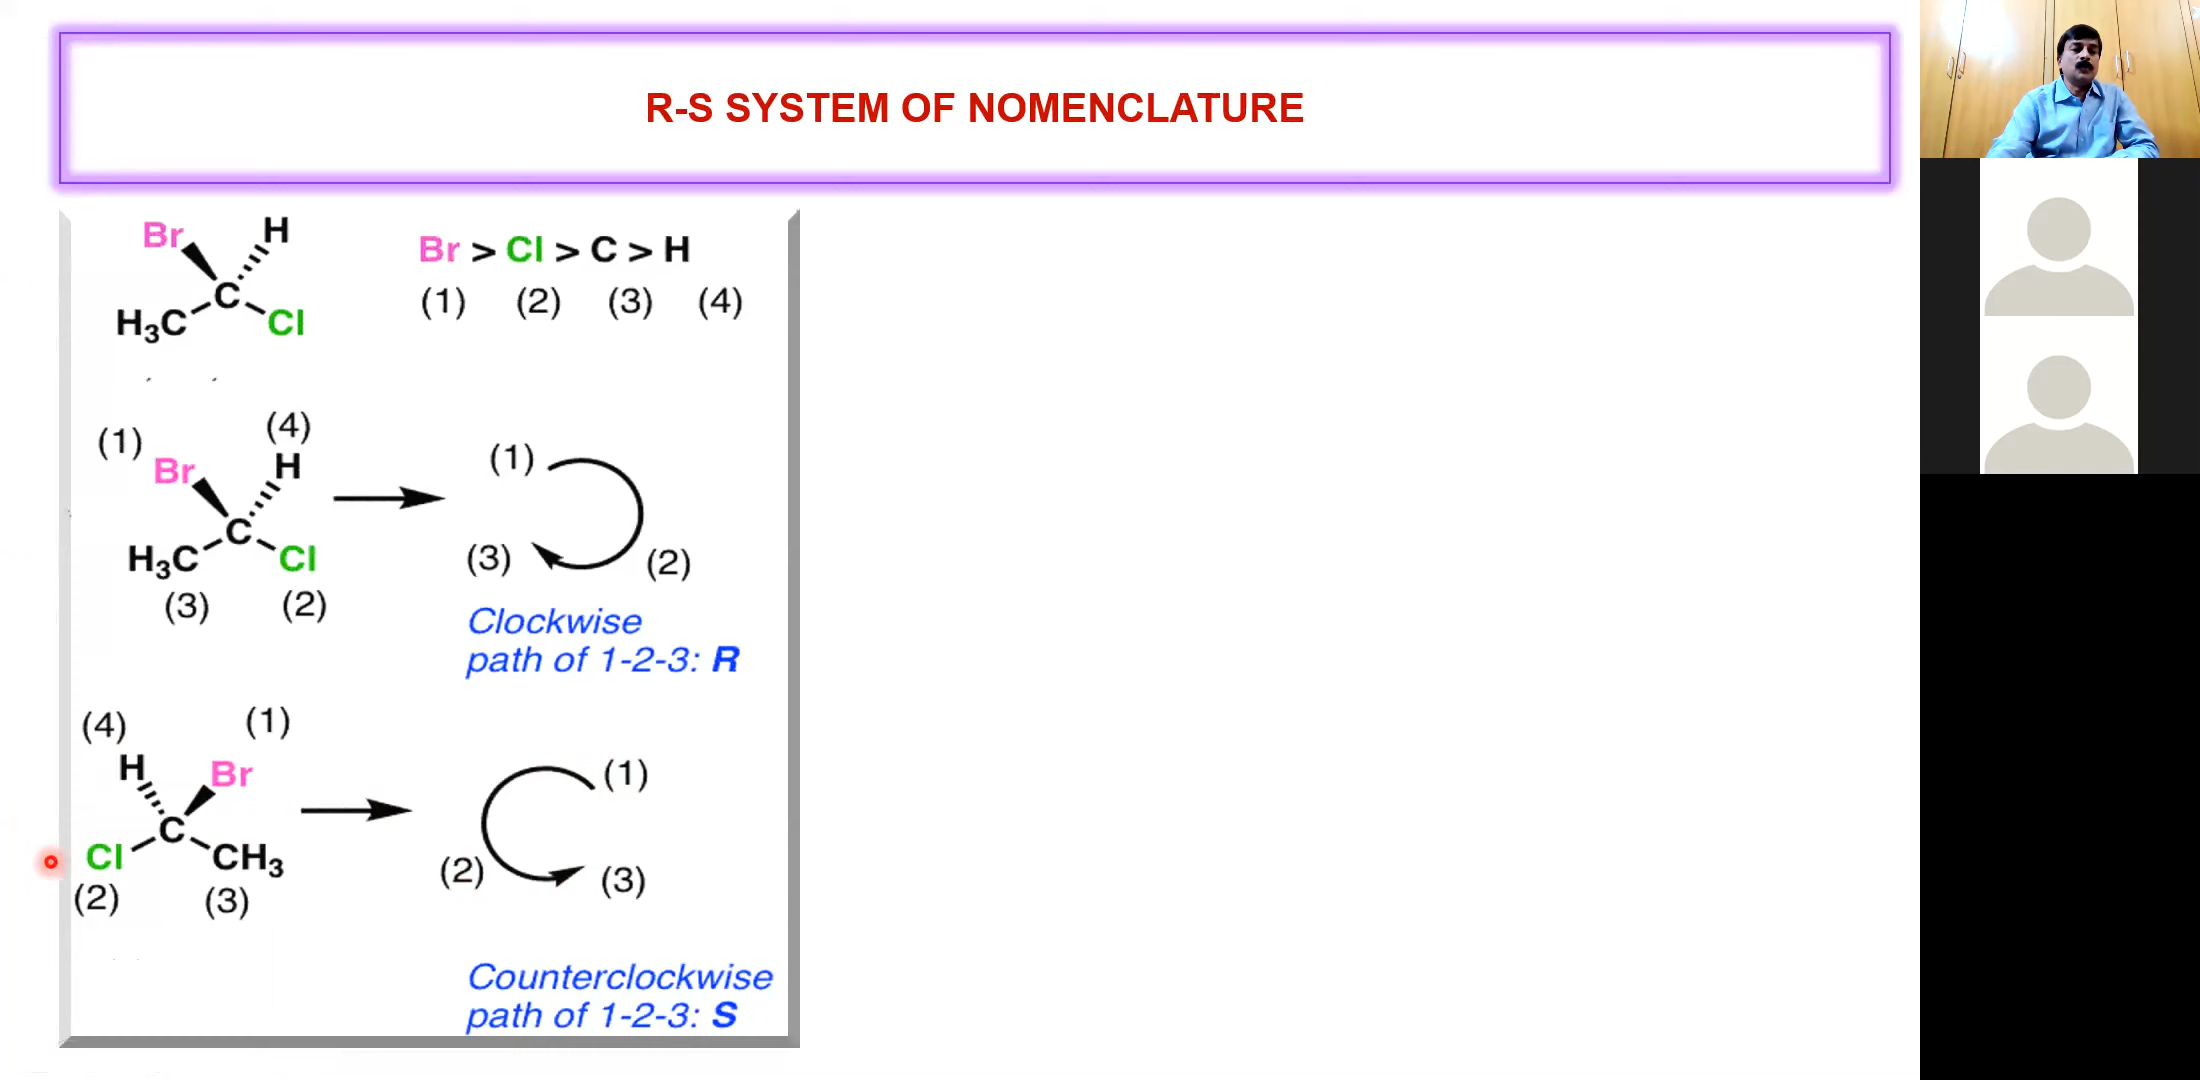 R-S SYSTEM OF NOMENCLATURE
Br H
C
H₃C Cl
Br > Cl > C > H
(1) (2) (3) (4)
(1) (4)
Br H
C
H₃C Cl
(3) (2)
(1)
(3) (2)
Clockwise
path of 1-2-3: R
(4) (1)
H Br
C
Cl CH₃
(2) (3)
(1)
(2) (3)
Counterclockwise
path of 1-2-3: S